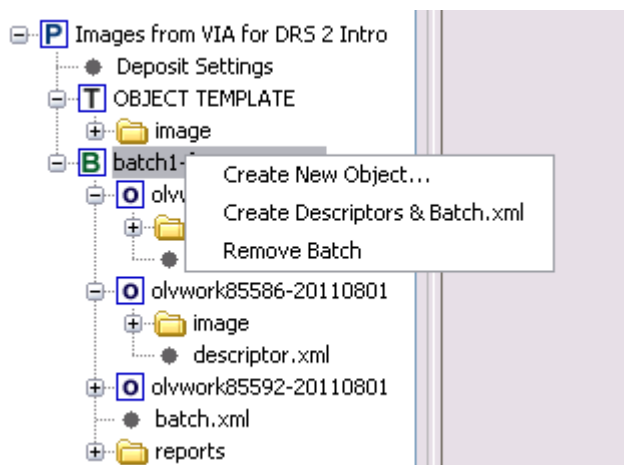 P Images from VIA for DRS 2 Intro
Deposit Settings
T OBJECT TEMPLATE
image
B batch1-
Create New Object...
Create Descriptors & Batch.xml
Remove Batch
O
O olvwork85586-20110801
image
descriptor.xml
O olvwork85592-20110801
batch.xml
reports